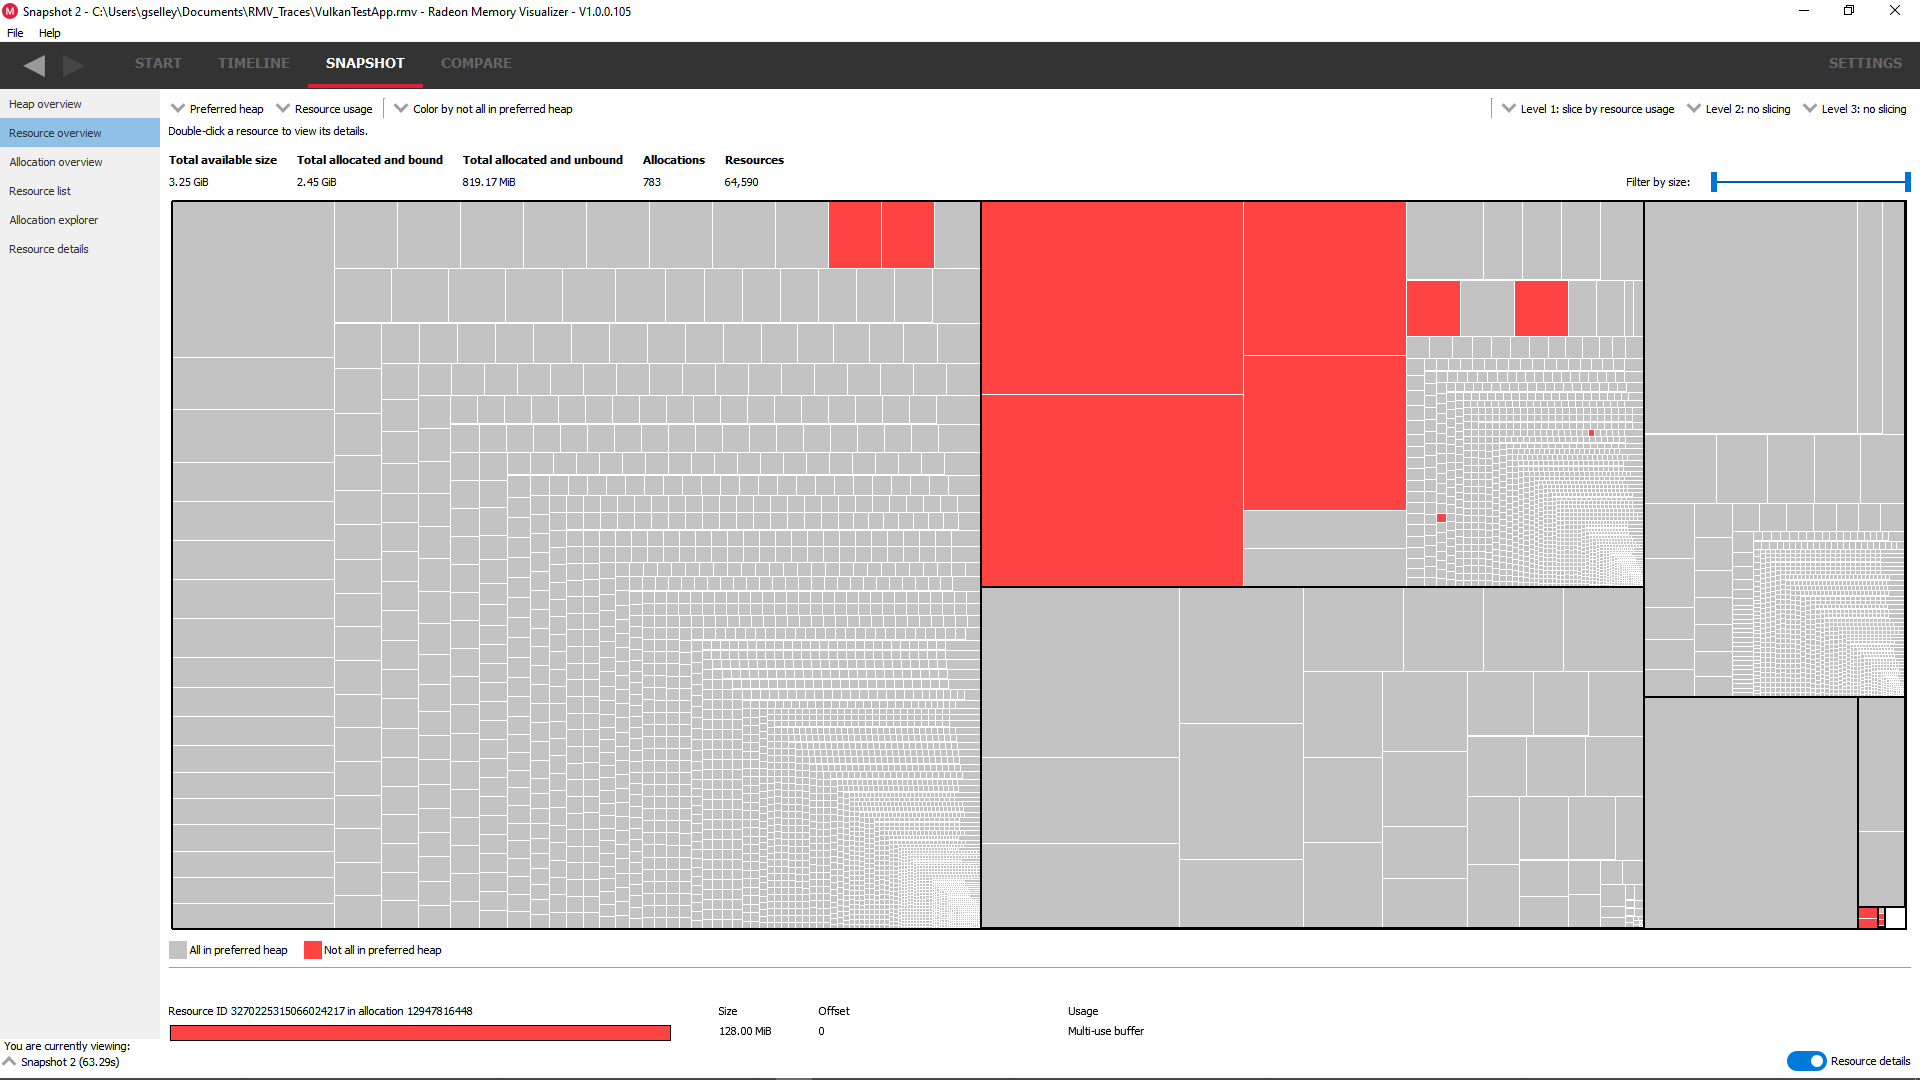 M Snapshot 2 - C:\Users\gselley\Documents\RMV_Traces\VulkanTestApp.rmv - Radeon Memory Visualizer - V1.0.0.105
File Help
START TIMELINE SNAPSHOT COMPARE SETTINGS
Heap overview
Resource overview
Allocation overview
Resource list
Allocation explorer
Resource details
Preferred heap Resource usage Color by not all in preferred heap Level 1: slice by resource usage Level 2: no slicing Level 3: no slicing
Double-click a resource to view its details.
Total available size Total allocated and bound Total allocated and unbound Allocations Resources
3.25 GiB 2.45 GiB 819.17 MiB 783 64,590 Filter by size:
All in preferred heap Not all in preferred heap
Resource ID 3270225315066024217 in allocation 12947816448 Size Offset Usage
128.00 MiB 0 Multi-use buffer
You are currently viewing:
Snapshot 2 (63.29s) Resource details